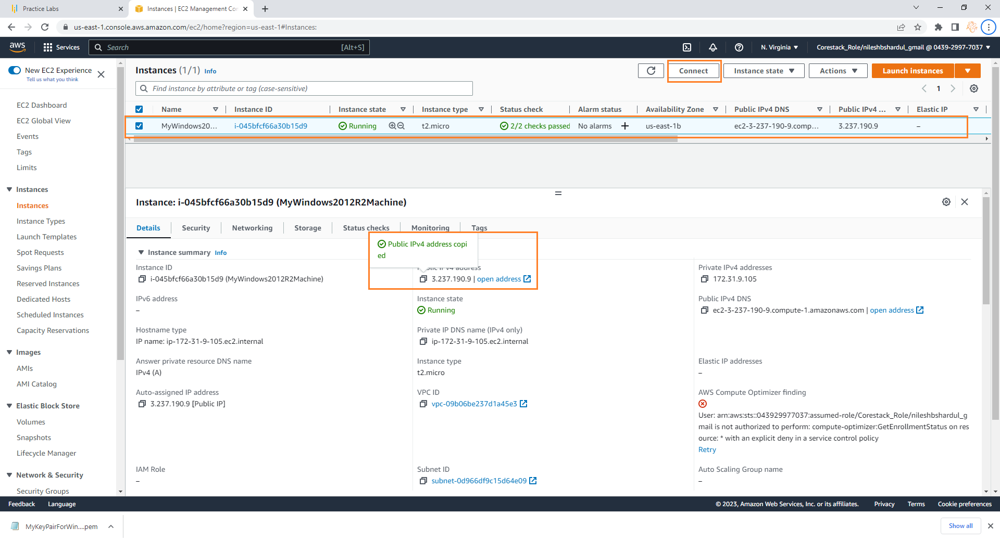 Practice Labs
Instances | EC2 Management Con
us-east-1.console.aws.amazon.com/ec2/home?region=us-east-1#Instances:
aws
Services
Search
[Alt+S]
N. Virginia
Corestack_Role/nileshbshardul_gmail @ 0439-2997-7037
New EC2 Experience
Tell us what you think
EC2 Dashboard
EC2 Global View
Events
Tags
Limits
Instances
Instances
Instance Types
Launch Templates
Spot Requests
Savings Plans
Reserved Instances
Dedicated Hosts
Scheduled Instances
Capacity Reservations
Images
AMIs
AMI Catalog
Elastic Block Store
Volumes
Snapshots
Lifecycle Manager
Network & Security
Security Groups
Instances (1/1) Info
Connect
Instance state
Actions
Launch instances
Find instance by attribute or tag (case-sensitive)
1
Name Instance ID Instance state Instance type Status check Alarm status Availability Zone Public IPv4 DNS Public IPv4 ... Elastic IP
MyWindows20... i-045bfcf66a30b15d9 Running t2.micro 2/2 checks passed No alarms + us-east-1b ec2-3-237-190-9.comp... 3.237.190.9 –
Instance: i-045bfcf66a30b15d9 (MyWindows2012R2Machine)
Details Security Networking Storage Status checks Monitoring Tags
Public IPv4 address copi
ed
Instance summary Info
Instance ID
i-045bfcf66a30b15d9 (MyWindows2012R2Machine)
Public IPv4 address
3.237.190.9 | open address
Private IPv4 addresses
172.31.9.105
IPv6 address
–
Instance state
Running
Public IPv4 DNS
ec2-3-237-190-9.compute-1.amazonaws.com | open address
Hostname type
IP name: ip-172-31-9-105.ec2.internal
Private IP DNS name (IPv4 only)
ip-172-31-9-105.ec2.internal
Answer private resource DNS name
IPv4 (A)
Instance type
t2.micro
Elastic IP addresses
–
Auto-assigned IP address
3.237.190.9 [Public IP]
VPC ID
vpc-09b06be237d1a45e3
AWS Compute Optimizer finding
User: arn:aws:sts::043929977037:assumed-role/Corestack_Role/nileshbshardul_g
mail is not authorized to perform: compute-optimizer:GetEnrollmentStatus on res
ource: * with an explicit deny in a service control policy
Retry
IAM Role
–
Subnet ID
subnet-0d966df9c15d64e09
Auto Scaling Group name
–
Feedback
Language
© 2023, Amazon Web Services, Inc. or its affiliates.
Privacy
Terms
Cookie preferences
MyKeyPairForWin....pem
Show all